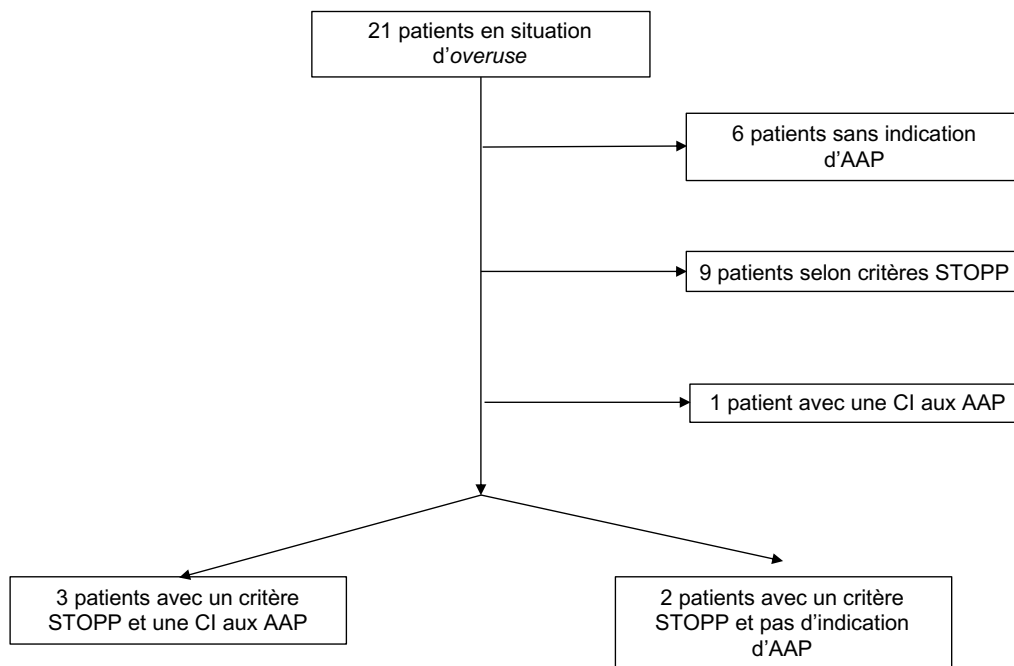 21 patients en situation
d'overuse
6 patients sans indication
d'AAP
9 patients selon critères STOPP
1 patient avec une CI aux AAP
3 patients avec un critère
STOPP et une CI aux AAP
2 patients avec un critère
STOPP et pas d'indication
d'AAP